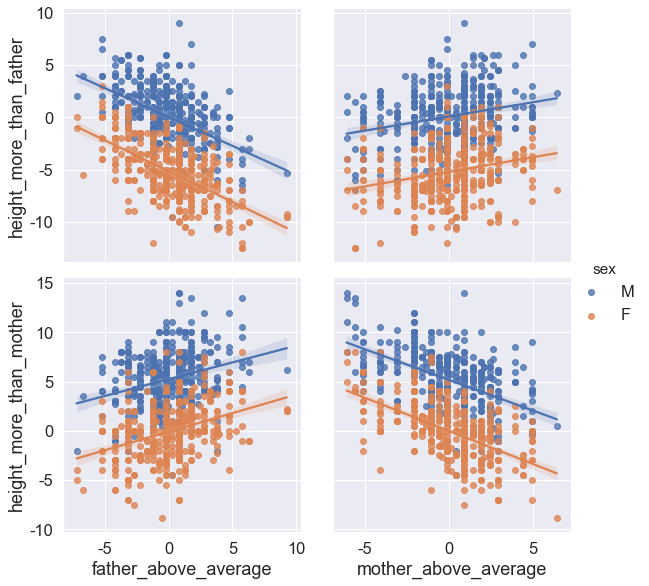 height_more_than_father
10
5
0
-5
-10
sex
M
F
height_more_than_mother
15
10
5
0
-5
-10
-5
0
5
10
-5
0
5
father_above_average
mother_above_average